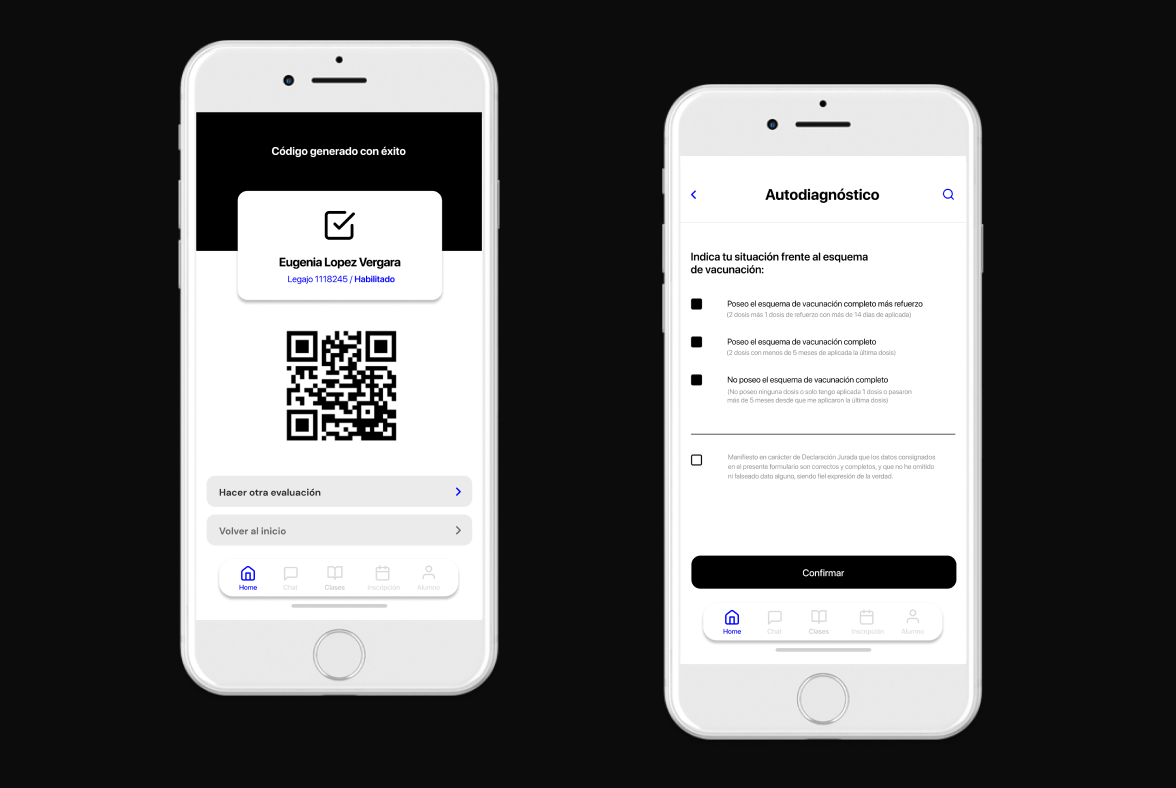 Código generado con éxito
Eugenia Lopez Vergara
Legajo 1118245 / Habilitado
Hacer otra evaluación
Volver al inicio
Home
Chat
Clases
Inscripción
Alumno
Autodiagnóstico
Indica tu situación frente al esquema
de vacunación:
Poseo el esquema de vacunación completo más refuerzo
(2 dosis más 1 dosis de refuerzo con más de 14 días de aplicada)
Poseo el esquema de vacunación completo
(2 dosis con menos de 5 meses de aplicada la última dosis)
No poseo el esquema de vacunación completo
(No poseo ninguna dosis o solo tengo aplicada 1 dosis o pasaron
más de 5 meses desde que me aplicaron la última dosis)
Manifiesto en carácter de Declaración Jurada que los datos consignados
en el presente formulario son correctos y completos, y que no he omitido
ni falseado dato alguno, siendo fiel expresión de la verdad.
Confirmar
Home
Chat
Clases
Inscripción
Alumno